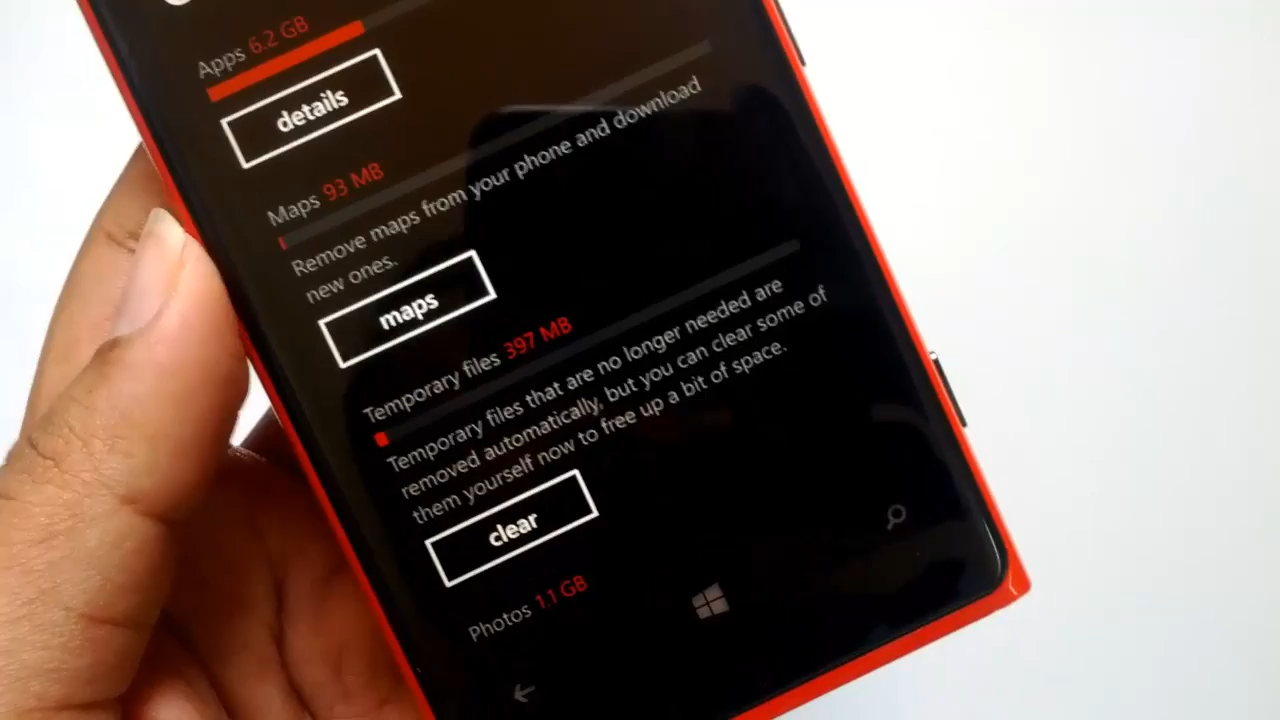 Apps 6.2 GB
details
Maps 93 MB
Remove maps from your phone and download
new ones.
maps
Temporary files 397 MB
Temporary files that are no longer needed are
removed automatically, but you can clear some of
them yourself now to free up a bit of space.
clear
Photos 1.1 GB